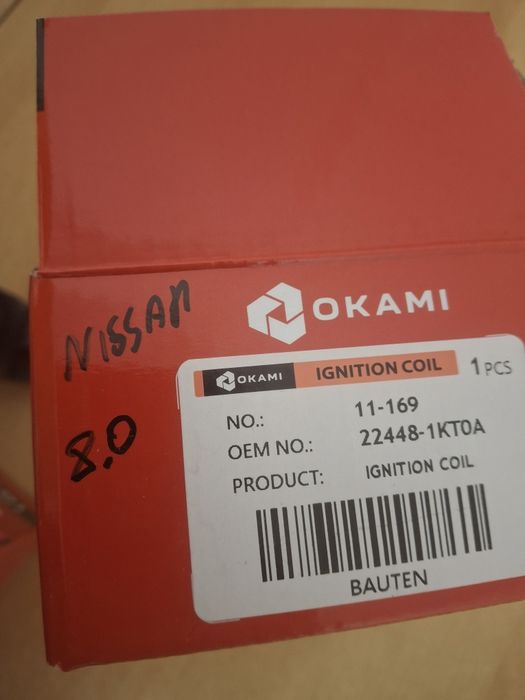 NISSAN
8.0
OKAMI
OKAMI IGNITION COIL 1 PCS
NO.: 11-169
OEM NO.: 22448-1KT0A
PRODUCT: IGNITION COIL
BAUTEN